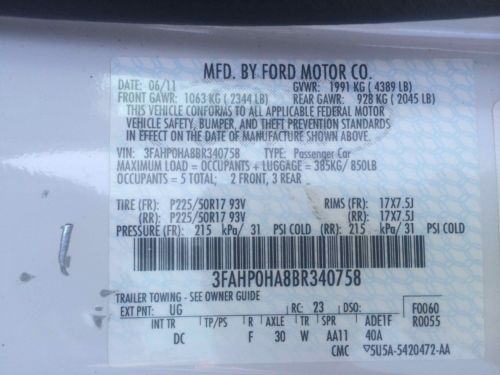 MFD. BY FORD MOTOR CO.
DATE: 06/11 GVWR: 1991 KG ( 4389 LB)
FRONT GAWR: 1063 KG ( 2344 LB) REAR GAWR: 928 KG ( 2045 LB)
THIS VEHICLE CONFORMS TO ALL APPLICABLE FEDERAL MOTOR
VEHICLE SAFETY, BUMPER, AND THEFT PREVENTION STANDARDS
IN EFFECT ON THE DATE OF MANUFACTURE SHOWN ABOVE.
VIN: 3FAHP0HA8BR340758 TYPE: Passenger Car
MAXIMUM LOAD = OCCUPANTS + LUGGAGE = 385KG/ 850LB
OCCUPANTS = 5 TOTAL; 2 FRONT, 3 REAR
TIRE (FR): P225/50R17 93V RIMS (FR): 17X7.5J
(RR): P225/50R17 93V (RR): 17X7.5J
PRESSURE (FR): 215 kPa/ 31 PSI COLD (RR): 215 kPa/ 31 PSI COLD
3FAHP0HA8BR340758
TRAILER TOWING - SEE OWNER GUIDE
EXT PNT: UG RC: 23 DSO: F0060
R0055
INT TR TP/PS R AXLE TR SPR ADE1F
DC F 30 W AA11 40A
CMC ▽5U5A-5420472-AA